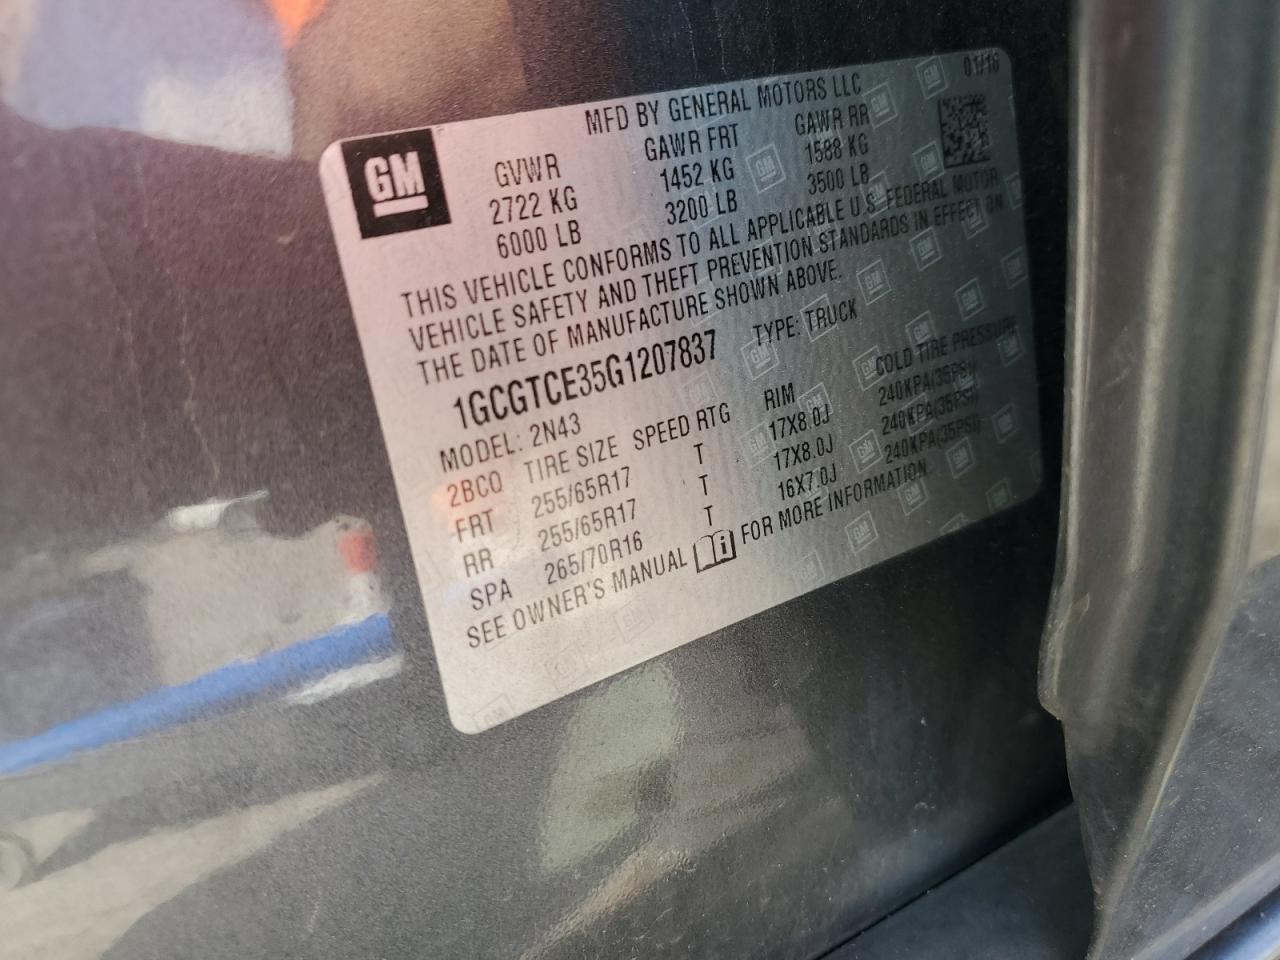 01/16
MFD BY GENERAL MOTORS LLC
GM
GVWR GAWR FRT GAWR RR
2722 KG 1452 KG 1588 KG
6000 LB 3200 LB 3500 LB
THIS VEHICLE CONFORMS TO ALL APPLICABLE U.S. FEDERAL MOTOR
VEHICLE SAFETY AND THEFT PREVENTION STANDARDS IN EFFECT ON
THE DATE OF MANUFACTURE SHOWN ABOVE.
1GCGTCE35G1207837 TYPE: TRUCK
MODEL: 2N43
2BCQ TIRE SIZE SPEED RTG RIM COLD TIRE PRESSURE
FRT 255/65R17 T 17X8.0J 240KPA(35PSI)
RR 255/65R17 T 17X8.0J 240KPA(35PSI)
SPA 265/70R16 T 16X7.0J 240KPA(35PSI)
SEE OWNER'S MANUAL FOR MORE INFORMATION